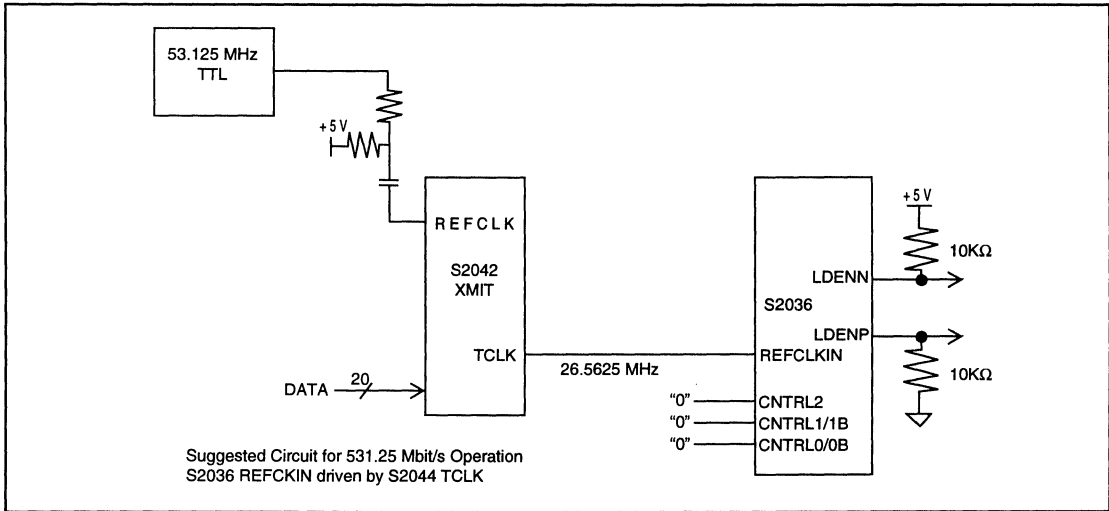 53.125 MHz
TTL
+5 V
REFCLK
S2042
XMIT
TCLK
DATA
20
26.5625 MHz
S2036
LDENN
LDENP
REFCLKIN
"0" CNTRL2
"0" CNTRL1/1B
"0" CNTRL0/0B
+5 V
10KΩ
10KΩ
Suggested Circuit for 531.25 Mbit/s Operation
S2036 REFCKIN driven by S2044 TCLK